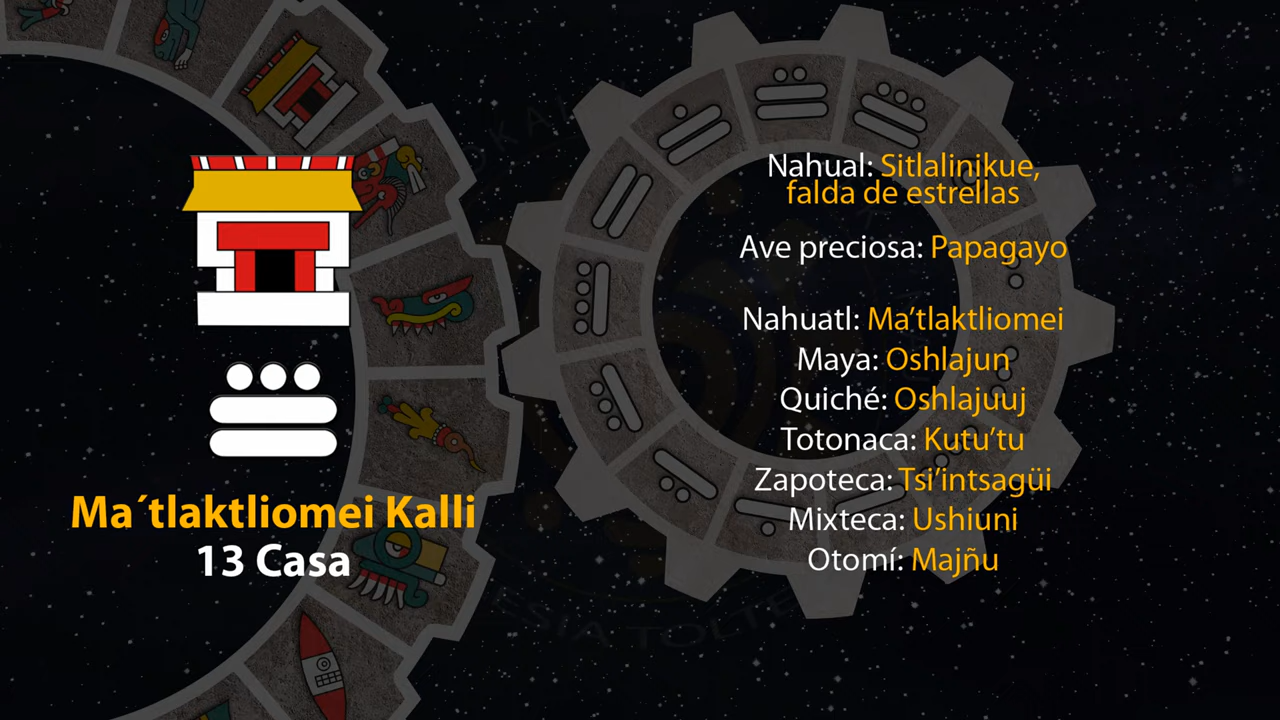 Ma´tlaktliomei Kalli
13 Casa
Nahual: Sitlalinikue,
falda de estrellas
Ave preciosa: Papagayo
Nahuatl: Ma’tlaktliomei
Maya: Oshlajun
Quiché: Oshlajuuj
Totonaca: Kutu’tu
Zapoteca: Tsi’intsagüi
Mixteca: Ushiuni
Otomí: Majñu